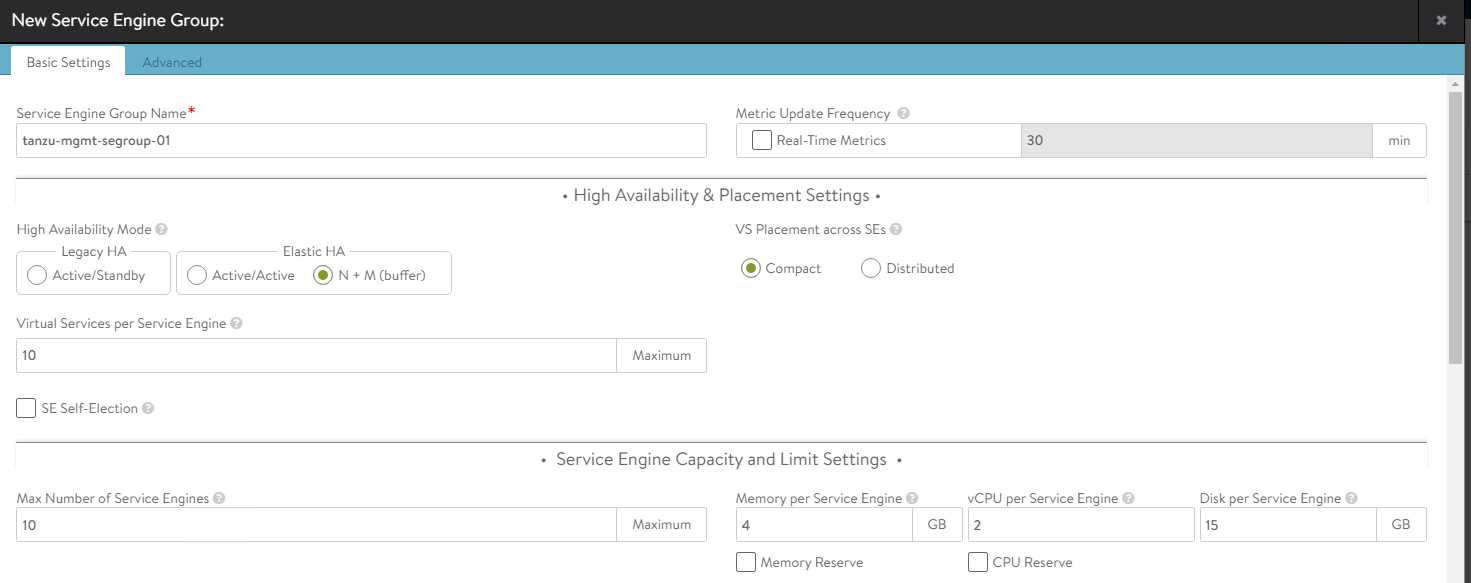 New Service Engine Group:
Basic Settings
Advanced
Service Engine Group Name*
tanzu-mgmt-segroup-01
Metric Update Frequency ?
Real-Time Metrics
30
min
• High Availability & Placement Settings •
High Availability Mode ?
Legacy HA
Active/Standby
Elastic HA
Active/Active
N + M (buffer)
VS Placement across SEs ?
Compact
Distributed
Virtual Services per Service Engine ?
10
Maximum
SE Self-Election ?
• Service Engine Capacity and Limit Settings •
Max Number of Service Engines ?
10
Maximum
Memory per Service Engine ?
4
GB
Memory Reserve
vCPU per Service Engine ?
2
CPU Reserve
Disk per Service Engine ?
15
GB